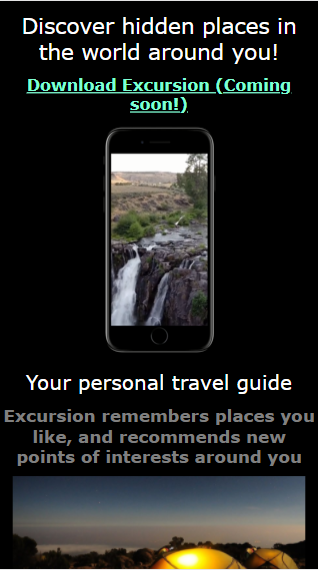 Discover hidden places in
the world around you!
Download Excursion (Coming
soon!)
Your personal travel guide
Excursion remembers places you
like, and recommends new
points of interests around you